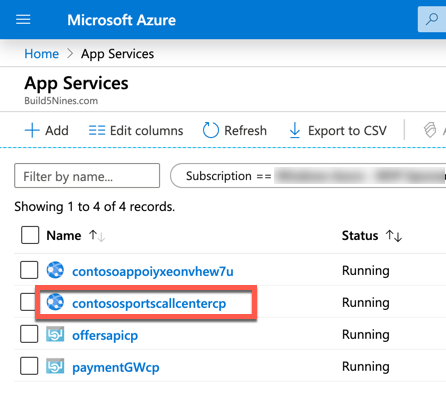 Microsoft Azure
Home > App Services
App Services
Build5Nines.com
Add Edit columns Refresh Export to CSV
Filter by name... Subscription ==
Showing 1 to 4 of 4 records.
Name ↑↓ Status ↑↓
contosoappoiyxeonvhew7u Running
contososportscallcentercp Running
offersapicp Running
paymentGWcp Running